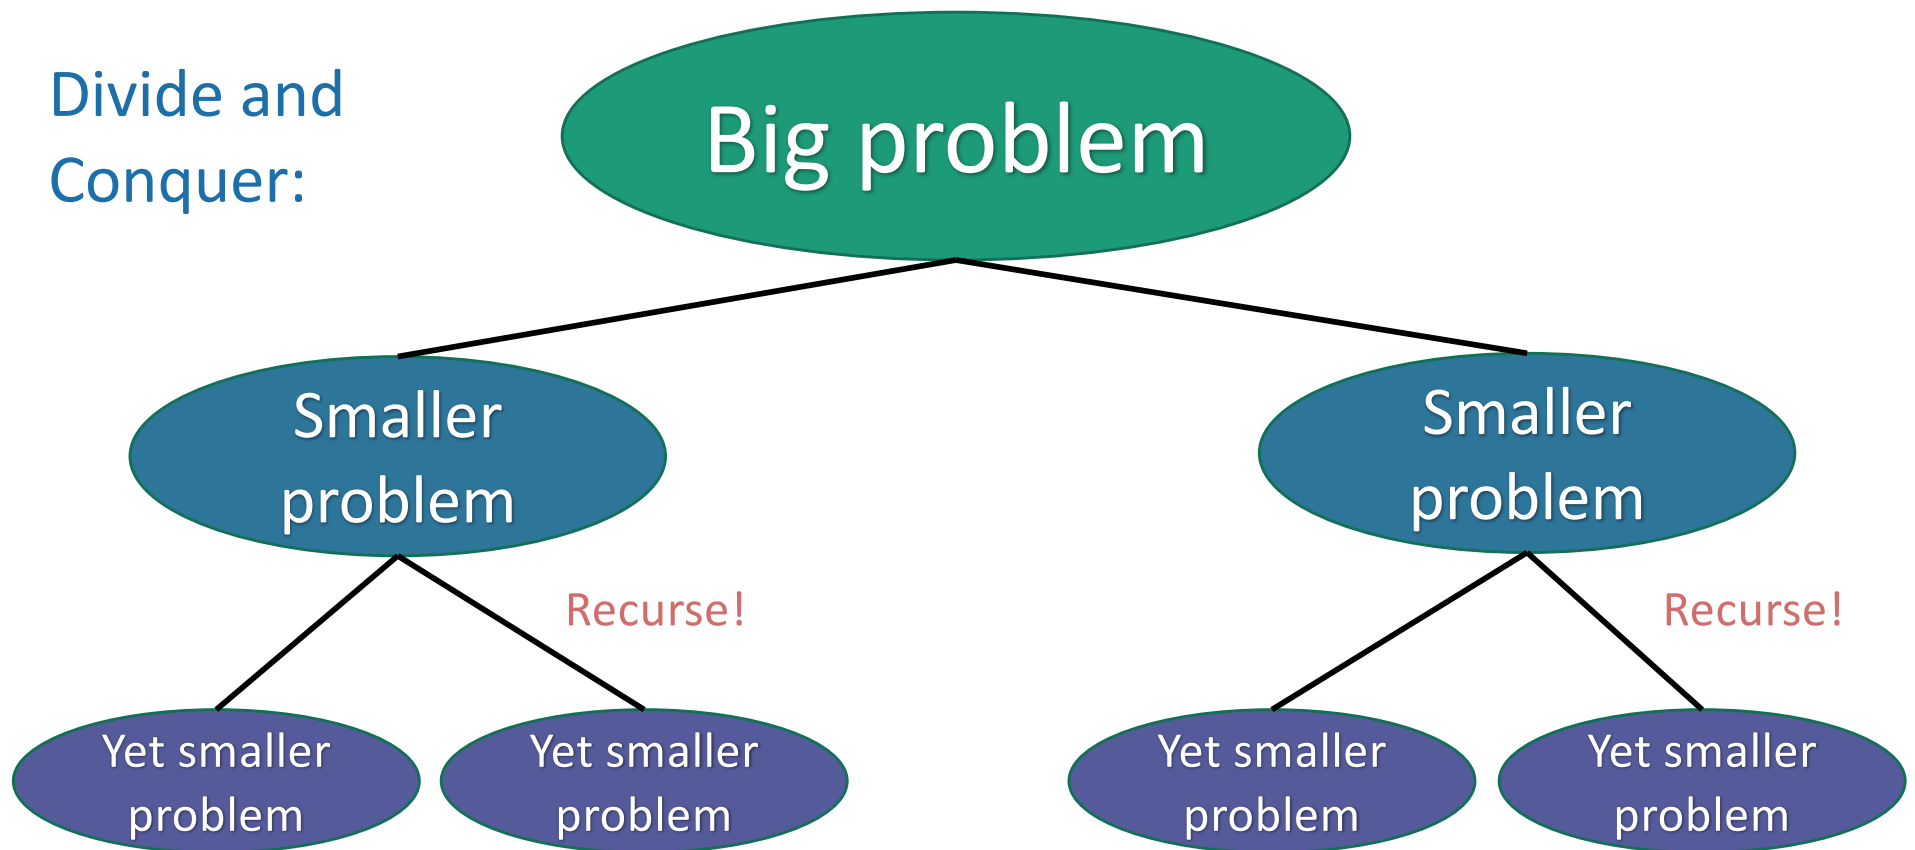 Divide and
Conquer:
Big problem
Smaller
problem
Smaller
problem
Recurse!
Recurse!
Yet smaller
problem
Yet smaller
problem
Yet smaller
problem
Yet smaller
problem